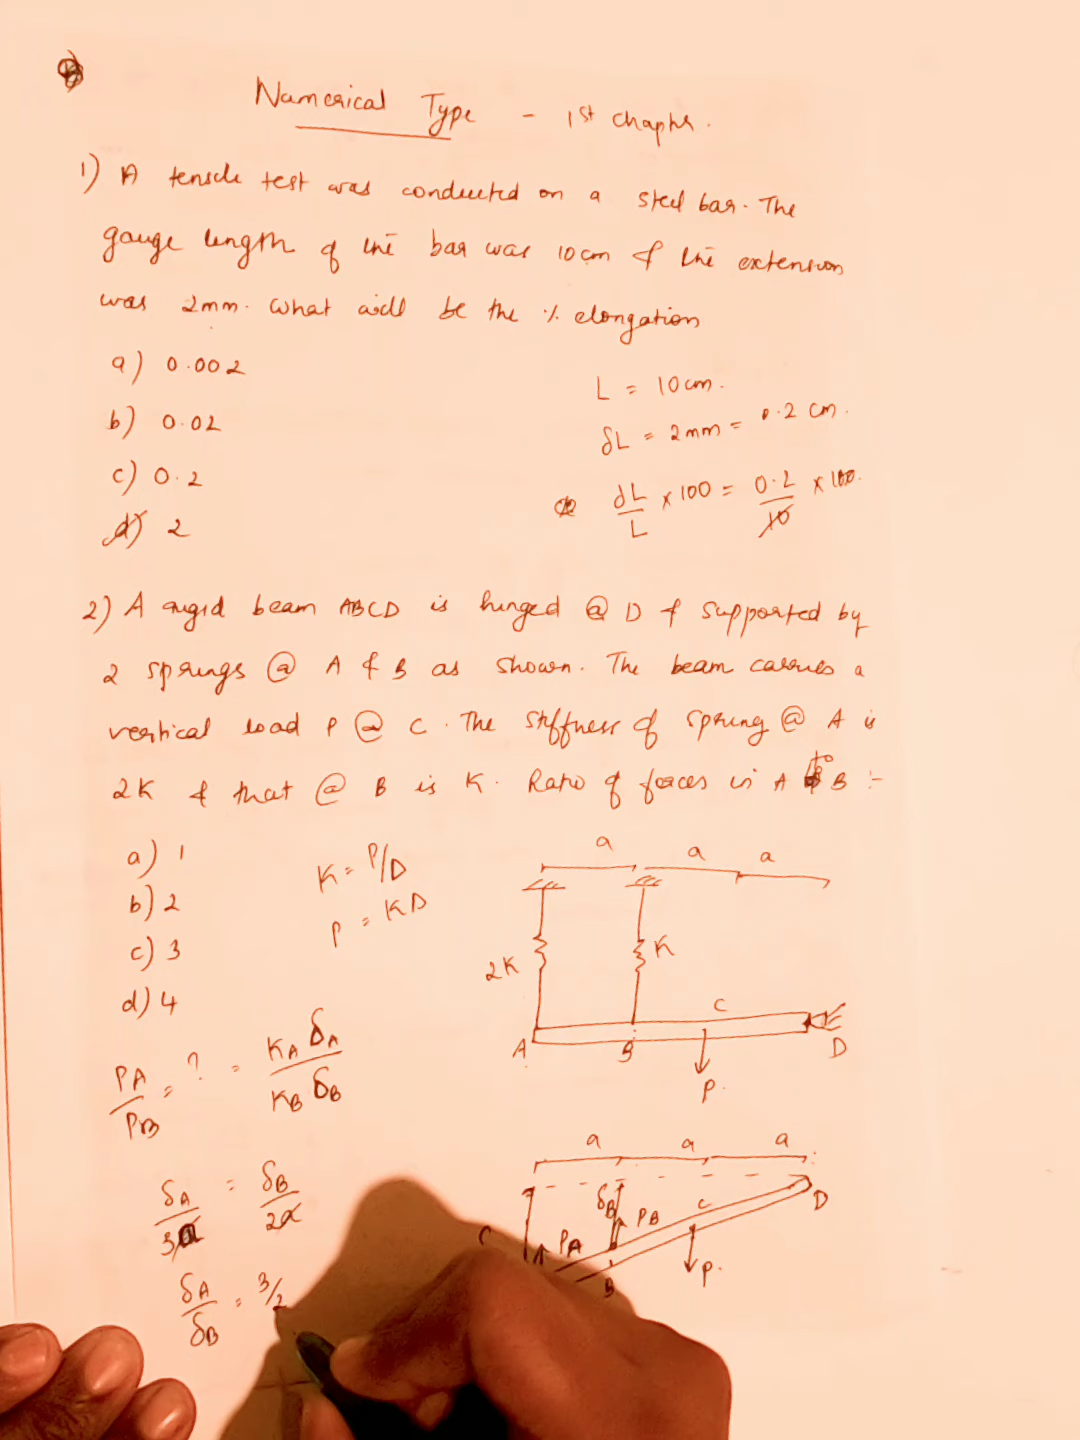 Numerical Type - 1st chapter.
1) A tensile test was conducted on a steel bar. The
gauge length of the bar was 10cm & the extension
was 2mm. What will be the % elongation
a) 0.002
b) 0.02
c) 0.2
d) 2
L = 10cm.
δL = 2mm = 0.2 cm.
dL/L × 100 = 0.2/10 × 100.
2) A rigid beam ABCD is hinged @ D & supported by
2 springs @ A & B as shown. The beam carries a
vertical load P @ C. The stiffness of spring @ A is
2K & that @ B is K. Ratio of forces in A to B :-
a) 1
b) 2
c) 3
d) 4
K = P/D
P = KD
PA/PB = ? = KA δA / KB δB
δA/3a = δB/2a
δA/δB = 3/2
a a a
2K K
A B C D
P.
a a a
δB PB C D
PA
B P.